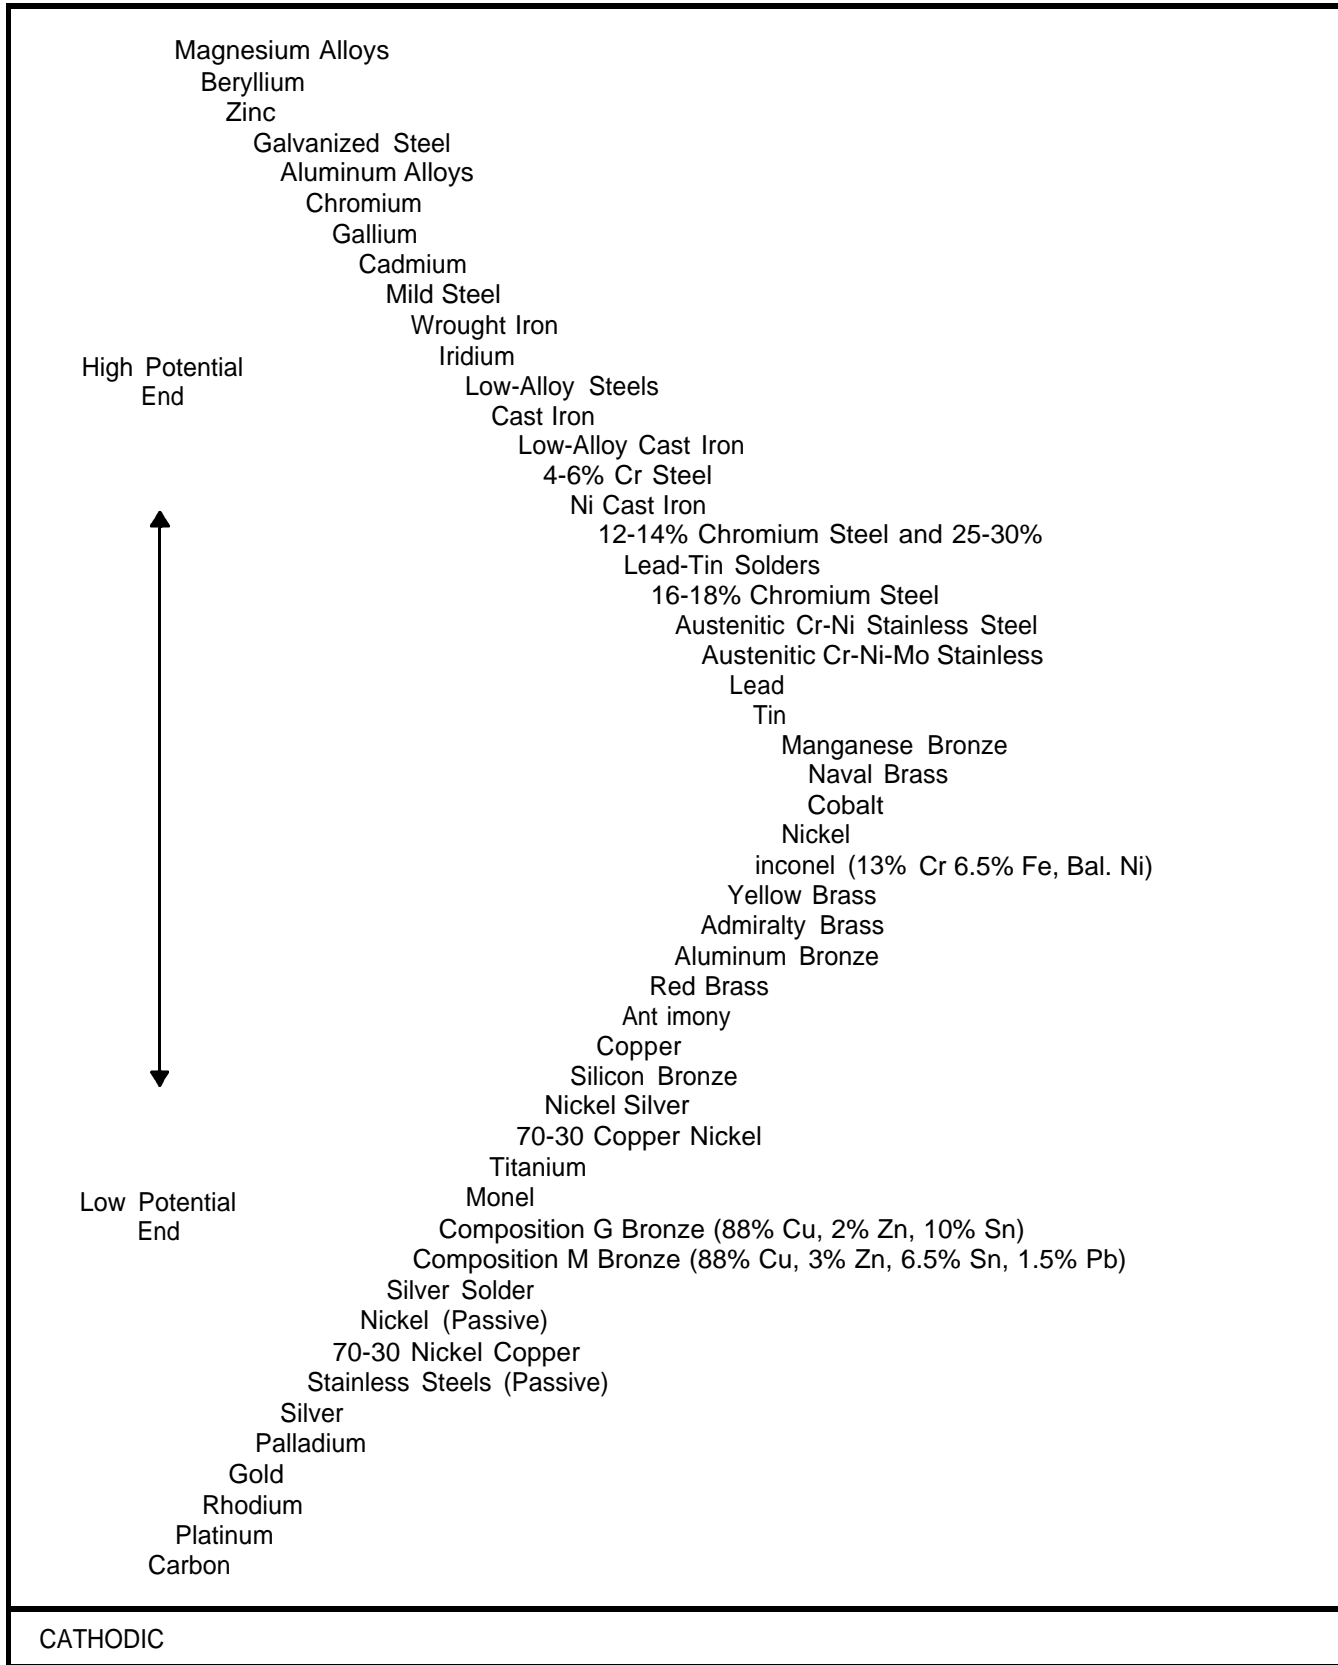 Magnesium Alloys
Beryllium
Zinc
Galvanized Steel
Aluminum Alloys
Chromium
Gallium
Cadmium
Mild Steel
Wrought Iron
Iridium
High Potential
End
Low-Alloy Steels
Cast Iron
Low-Alloy Cast Iron
4-6% Cr Steel
Ni Cast Iron
12-14% Chromium Steel and 25-30%
Lead-Tin Solders
16-18% Chromium Steel
Austenitic Cr-Ni Stainless Steel
Austenitic Cr-Ni-Mo Stainless
Lead
Tin
Manganese Bronze
Naval Brass
Cobalt
Nickel
inconel (13% Cr 6.5% Fe, Bal. Ni)
Yellow Brass
Admiralty Brass
Aluminum Bronze
Red Brass
Ant imony
Copper
Silicon Bronze
Nickel Silver
70-30 Copper Nickel
Titanium
Monel
Low Potential
End
Composition G Bronze (88% Cu, 2% Zn, 10% Sn)
Composition M Bronze (88% Cu, 3% Zn, 6.5% Sn, 1.5% Pb)
Silver Solder
Nickel (Passive)
70-30 Nickel Copper
Stainless Steels (Passive)
Silver
Palladium
Gold
Rhodium
Platinum
Carbon
CATHODIC